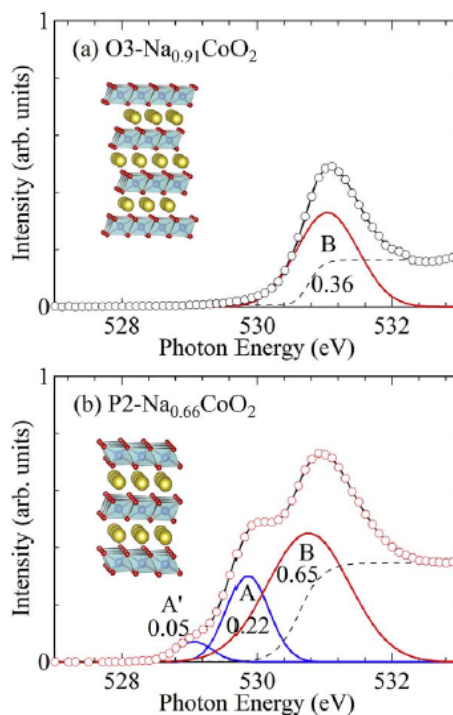 1
(a) O3-Na0.91CoO2
Intensity (arb. units)
B
0.36
0
528 530 532
Photon Energy (eV)
1
(b) P2-Na0.66CoO2
Intensity (arb. units)
B
A'
A
0.65
0.05
0.22
0
528 530 532
Photon Energy (eV)